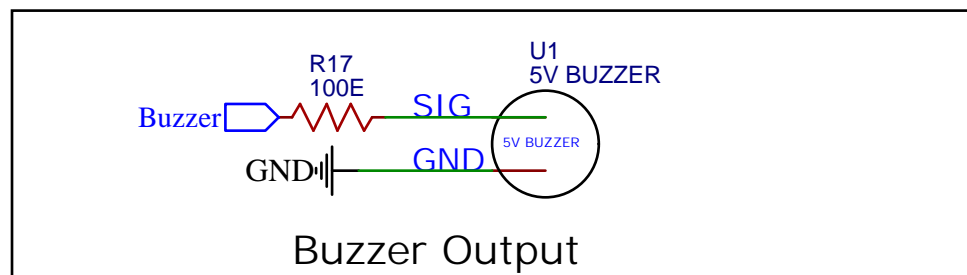 U1
5V BUZZER
R17
100E
Buzzer
SIG
5V BUZZER
GND
GND
Buzzer Output